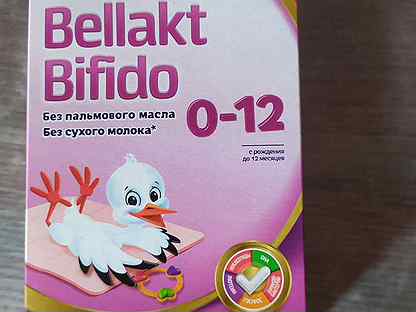 Bellakt
Bifido
Без пальмового масла
Без сухого молока*
0-12
с рождения
до 12 месяцев